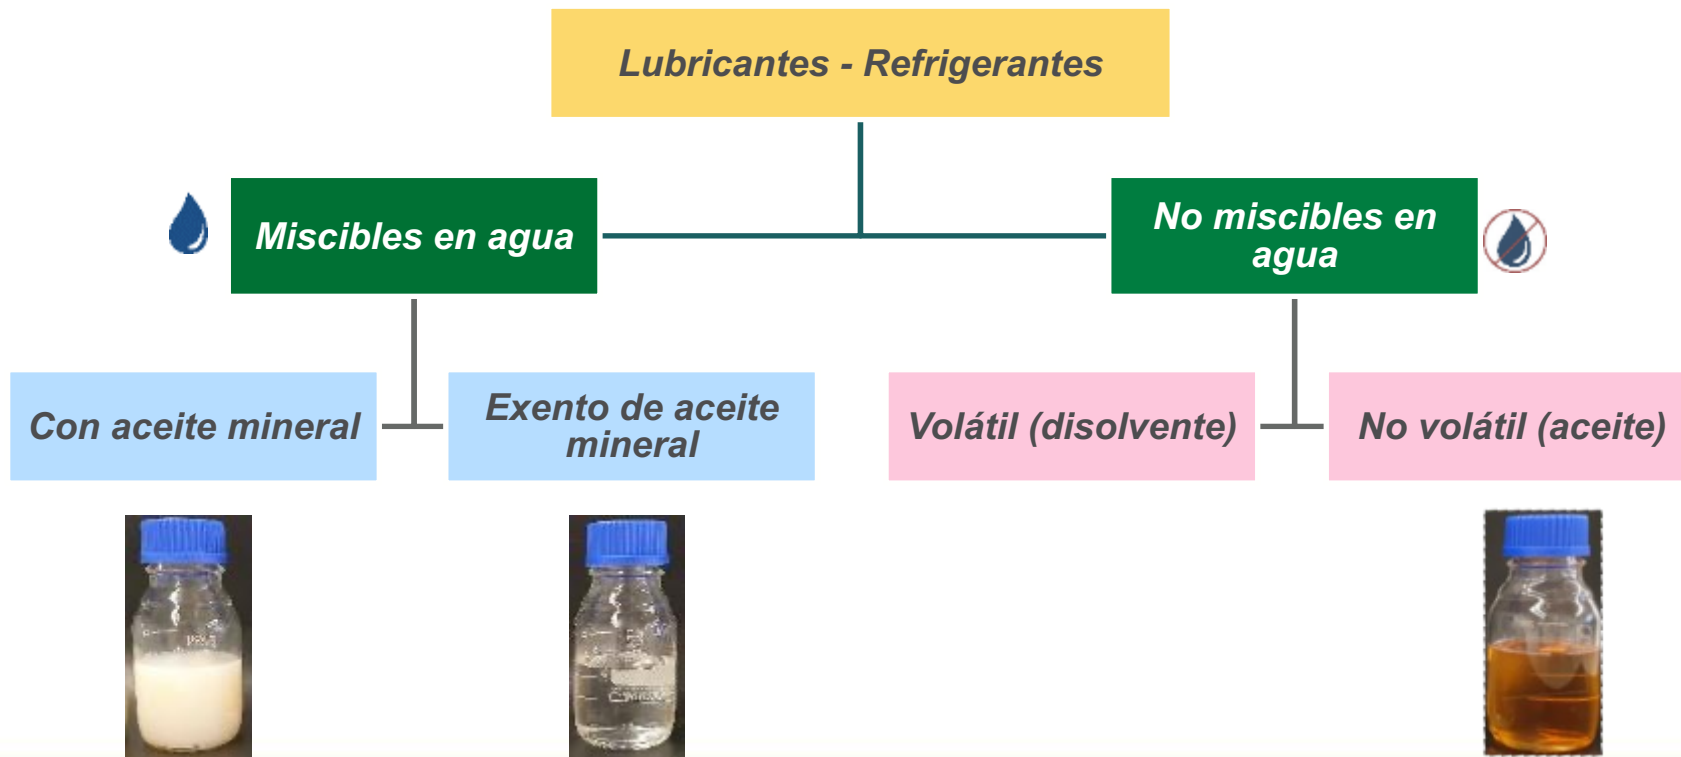 Lubricantes - Refrigerantes
Miscibles en agua
No miscibles en
agua
Con aceite mineral
Exento de aceite
mineral
Volátil (disolvente)
No volátil (aceite)